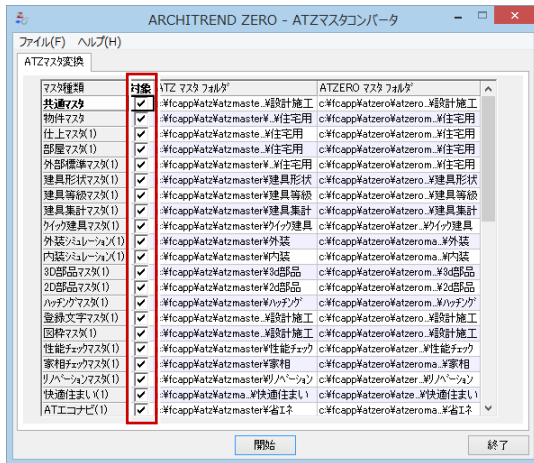 ARCHITREND ZERO - ATZマスタコンバータ
ファイル(F) ヘルプ(H)
ATZマスタ変換
マスタ種類 対象 ATZ マスタ フォルダ ATZERO マスタ フォルダ
共通マスタ :¥fcapp¥atz¥atzmaste..¥設計施工 c:¥fcapp¥atzero¥atzero..¥設計施工
物件マスタ :¥fcapp¥atz¥atzmaster¥..¥住宅用 c:¥fcapp¥atzero¥atzerom..¥住宅用
仕上マスタ(1) :¥fcapp¥atz¥atzmaste..¥住宅用 c:¥fcapp¥atzero¥atzerom..¥住宅用
部屋マスタ(1) :¥fcapp¥atz¥atzmaste..¥住宅用 c:¥fcapp¥atzero¥atzerom..¥住宅用
外部標準マスタ(1) :¥fcapp¥atz¥atzmaster¥..¥住宅用 c:¥fcapp¥atzero¥atzerom..¥住宅用
建具形状マスタ(1) :¥fcapp¥atz¥atzmaster¥建具形状 c:¥fcapp¥atzero¥atzero..¥建具形状
建具等級マスタ(1) :¥fcapp¥atz¥atzmaster¥建具等級 c:¥fcapp¥atzero¥atzero..¥建具等級
建具集計マスタ(1) :¥fcapp¥atz¥atzmaster¥建具集計 c:¥fcapp¥atzero¥atzero..¥建具集計
クイック建具マスタ(1) :¥fcapp¥atz¥atzmaster¥クイック建具 c:¥fcapp¥atzero¥atzer..¥クイック建具
外装シミュレーション(1) :¥fcapp¥atz¥atzmaster¥外装 c:¥fcapp¥atzero¥atzeroma..¥外装
内装シミュレーション(1) :¥fcapp¥atz¥atzmaster¥内装 c:¥fcapp¥atzero¥atzeroma..¥内装
3D部品マスタ(1) :¥fcapp¥atz¥atzmaster¥3d部品 c:¥fcapp¥atzero¥atzerom..¥3d部品
2D部品マスタ(1) :¥fcapp¥atz¥atzmaster¥2d部品 c:¥fcapp¥atzero¥atzerom..¥2d部品
ハッチングマスタ(1) :¥fcapp¥atz¥atzmaster¥ハッチング c:¥fcapp¥atzero¥atzerom..¥ハッチング
登録文字マスタ(1) :¥fcapp¥atz¥atzmaste..¥設計施工 c:¥fcapp¥atzero¥atzero..¥設計施工
図枠マスタ(1) :¥fcapp¥atz¥atzmaste..¥設計施工 c:¥fcapp¥atzero¥atzero..¥設計施工
性能チェックマスタ(1) :¥fcapp¥atz¥atzmaster¥性能チェック c:¥fcapp¥atzero¥atzer..¥性能チェック
家相チェックマスタ(1) :¥fcapp¥atz¥atzmaster¥家相 c:¥fcapp¥atzero¥atzeroma..¥家相
リノベーションマスタ(1) :¥fcapp¥atz¥atzmaster¥リノベーション c:¥fcapp¥atzero¥atzer..¥リノベーション
快適住まい(1) :¥fcapp¥atz¥atzma..¥快適住まい c:¥fcapp¥atzero¥atze..¥快適住まい
ATエコナビ(1) :¥fcapp¥atz¥atzmaster¥省エネ c:¥fcapp¥atzero¥atzeroma..¥省エネ
開始 終了